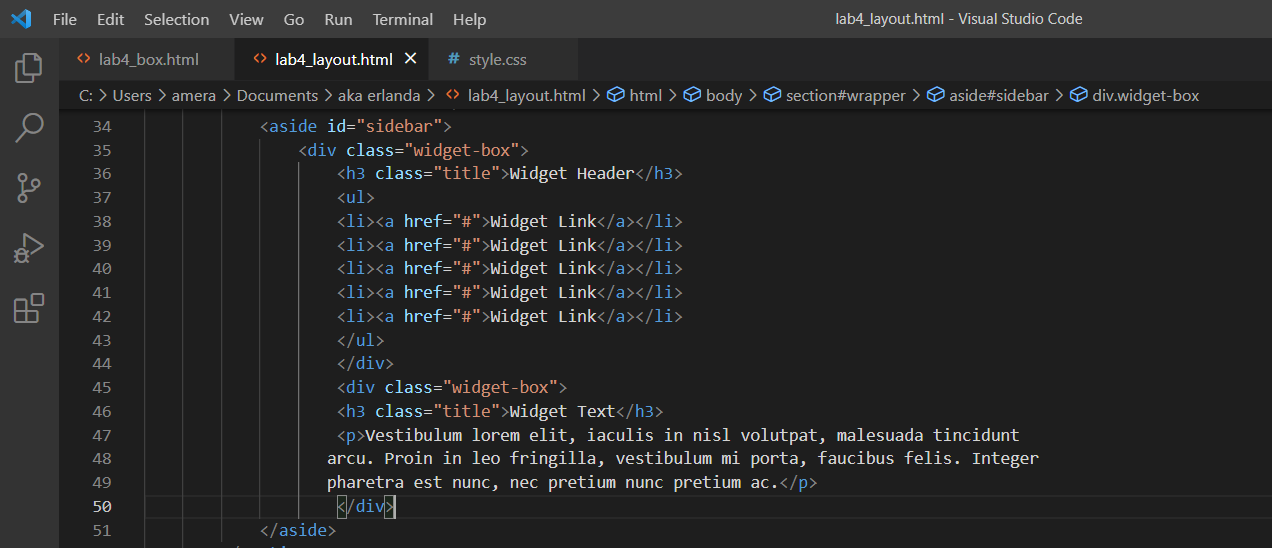 File Edit Selection View Go Run Terminal Help lab4_layout.html - Visual Studio Code
<> lab4_box.html <> lab4_layout.html × # style.css
C: > Users > amera > Documents > aka erlanda > <> lab4_layout.html > html > body > section#wrapper > aside#sidebar > div.widget-box
34 <aside id="sidebar">
35 <div class="widget-box">
36 <h3 class="title">Widget Header</h3>
37 <ul>
38 <li><a href="#">Widget Link</a></li>
39 <li><a href="#">Widget Link</a></li>
40 <li><a href="#">Widget Link</a></li>
41 <li><a href="#">Widget Link</a></li>
42 <li><a href="#">Widget Link</a></li>
43 </ul>
44 </div>
45 <div class="widget-box">
46 <h3 class="title">Widget Text</h3>
47 <p>Vestibulum lorem elit, iaculis in nisl volutpat, malesuada tincidunt
48 arcu. Proin in leo fringilla, vestibulum mi porta, faucibus felis. Integer
49 pharetra est nunc, nec pretium nunc pretium ac.</p>
50 </div>
51 </aside>